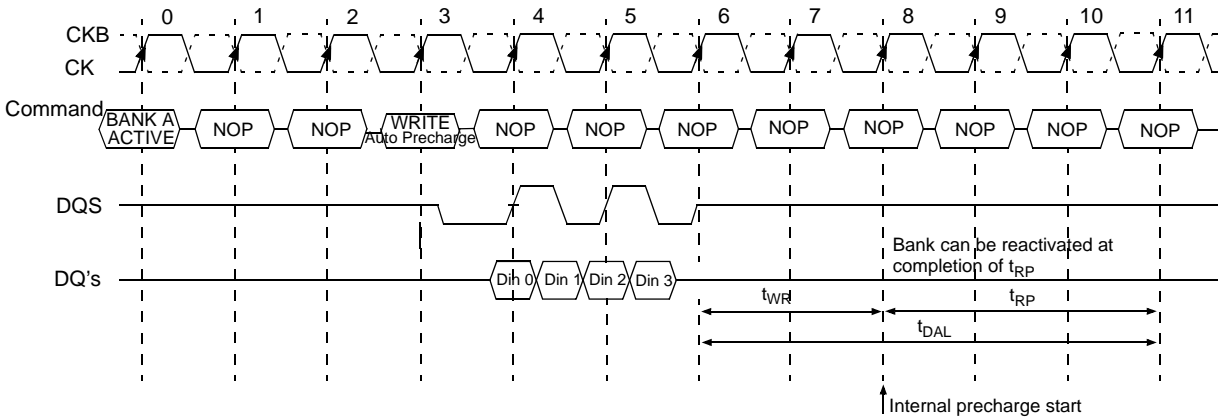 0 1 2 3 4 5 6 7 8 9 10 11
CKB
CK
Command
BANK A
ACTIVE
NOP NOP
WRITE
Auto Precharge
NOP NOP NOP NOP NOP NOP NOP NOP
DQS
DQ's
Din 0 Din 1 Din 2 Din 3
Bank can be reactivated at
completion of tRP
tWR
tRP
tDAL
Internal precharge start